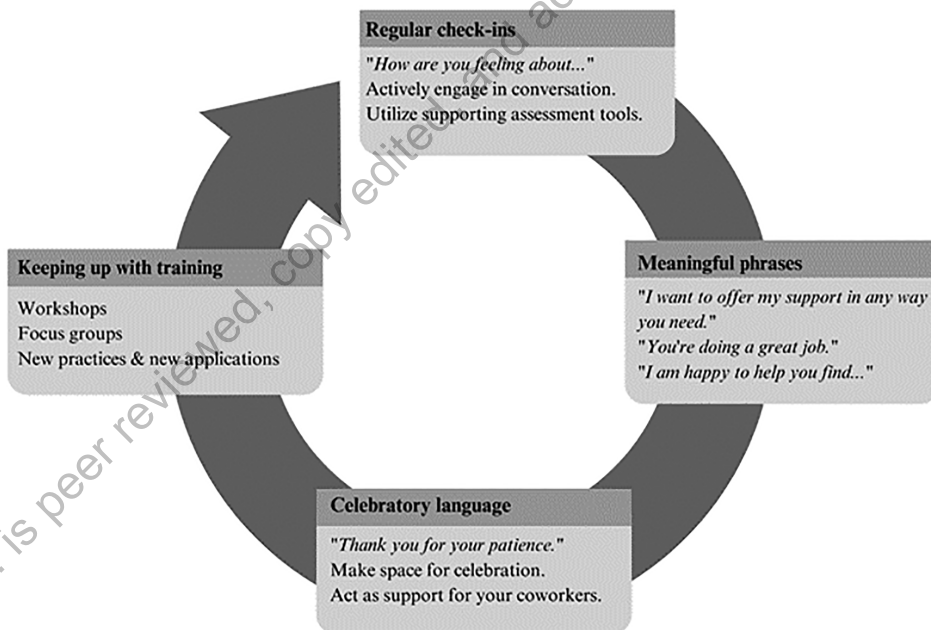 Regular check-ins
"How are you feeling about..."
Actively engage in conversation.
Utilize supporting assessment tools.
Meaningful phrases
"I want to offer my support in any way
you need."
"You're doing a great job."
"I am happy to help you find..."
Celebratory language
"Thank you for your patience."
Make space for celebration.
Act as support for your coworkers.
Keeping up with training
Workshops
Focus groups
New practices & new applications
is peer reviewed, copy edited, and